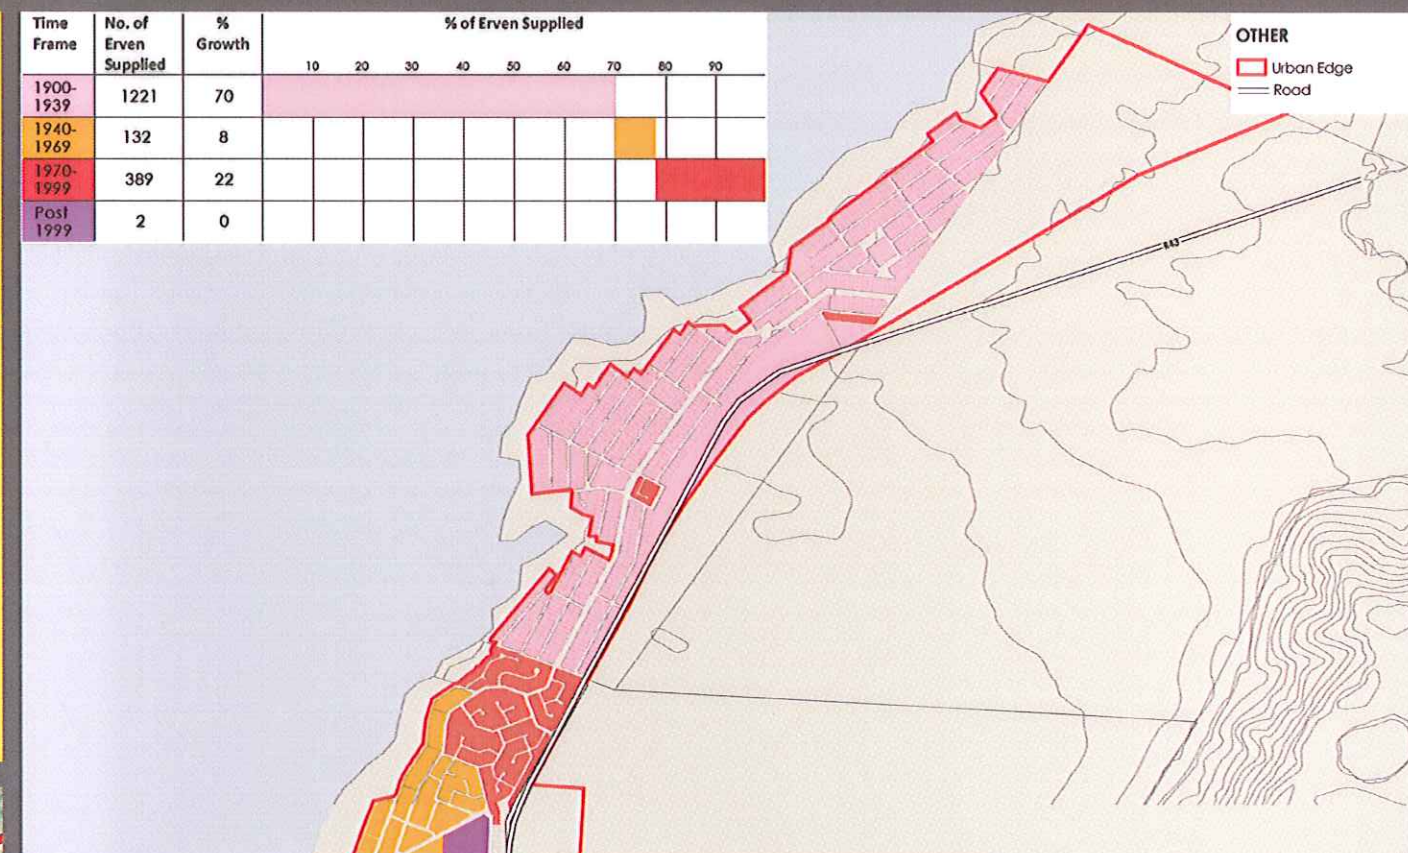 Time Frame
No. of Erven Supplied
% Growth
% of Erven Supplied
10 20 30 40 50 60 70 80 90
1900-1939 1221 70
1940-1969 132 8
1970-1999 389 22
Post 1999 2 0
OTHER
Urban Edge
Road
R43